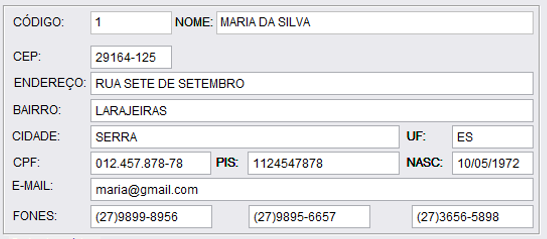 CÓDIGO: 1 NOME: MARIA DA SILVA
CEP: 29164-125
ENDEREÇO: RUA SETE DE SETEMBRO
BAIRRO: LARAJEIRAS
CIDADE: SERRA UF: ES
CPF: 012.457.878-78 PIS: 1124547878 NASC: 10/05/1972
E-MAIL: maria@gmail.com
FONES: (27)9899-8956 (27)9895-6657 (27)3656-5898